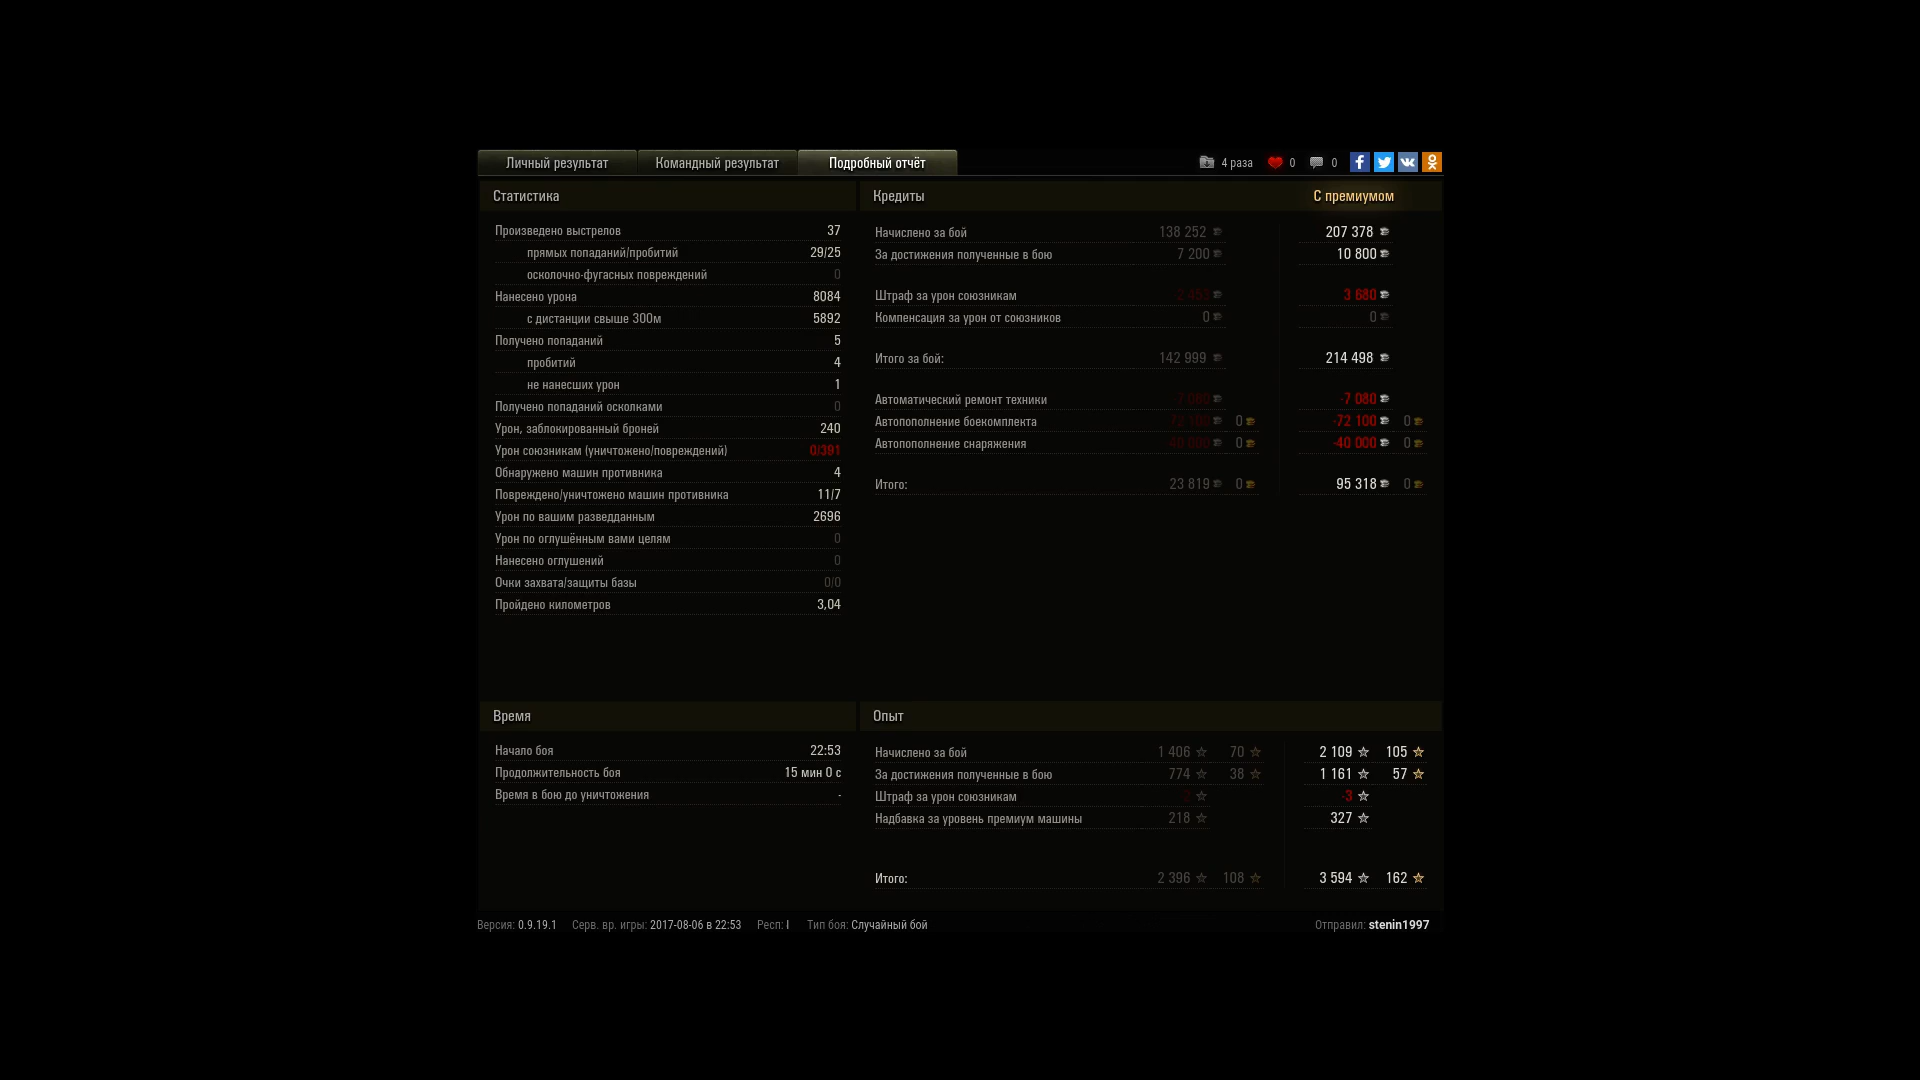 Личный результат Командный результат Подробный отчёт 4 раза 0 0
Статистика
Произведено выстрелов 37
прямых попаданий/пробитий 29/25
осколочно-фугасных повреждений 0
Нанесено урона 8084
с дистанции свыше 300м 5892
Получено попаданий 5
пробитий 4
не нанесших урон 1
Получено попаданий осколками 0
Урон, заблокированный броней 240
Урон союзникам (уничтожено/повреждений) 0/391
Обнаружено машин противника 4
Повреждено/уничтожено машин противника 11/7
Урон по вашим разведданным 2696
Урон по оглушённым вами целям 0
Нанесено оглушений 0
Очки захвата/защиты базы 0/0
Пройдено километров 3,04
Кредиты С премиумом
Начислено за бой 138 252 207 378
За достижения полученные в бою 7 200 10 800
Штраф за урон союзникам 2 453 3 680
Компенсация за урон от союзников 0 0
Итого за бой: 142 999 214 498
Автоматический ремонт техники -7 080 -7 080
Автопополнение боекомплекта -72 100 0 -72 100 0
Автопополнение снаряжения -40 000 0 -40 000 0
Итого: 23 819 0 95 318 0
Время
Начало боя 22:53
Продолжительность боя 15 мин 0 с
Время в бою до уничтожения -
Опыт
Начислено за бой 1 406 70 2 109 105
За достижения полученные в бою 774 38 1 161 57
Штраф за урон союзникам -3
Надбавка за уровень премиум машины 218 327
Итого: 2 396 108 3 594 162
Версия: 0.9.19.1 Серв. вр. игры: 2017-08-06 в 22:53 Респ: I Тип боя: Случайный бой Отправил: stenin1997